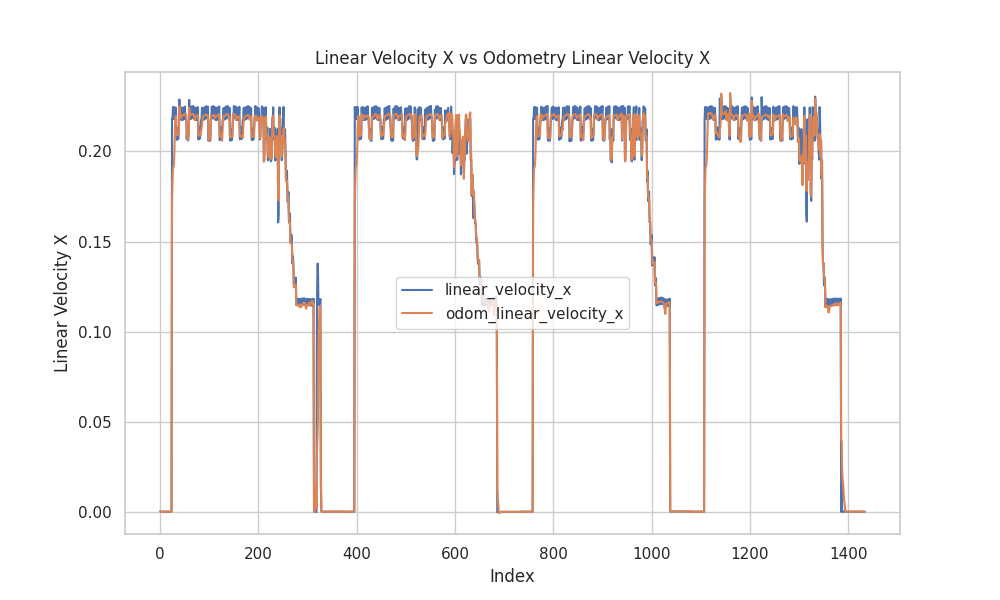 Linear Velocity X vs Odometry Linear Velocity X
Linear Velocity X
0.20
0.15
0.10
0.05
0.00
linear_velocity_x
odom_linear_velocity_x
0 200 400 600 800 1000 1200 1400
Index